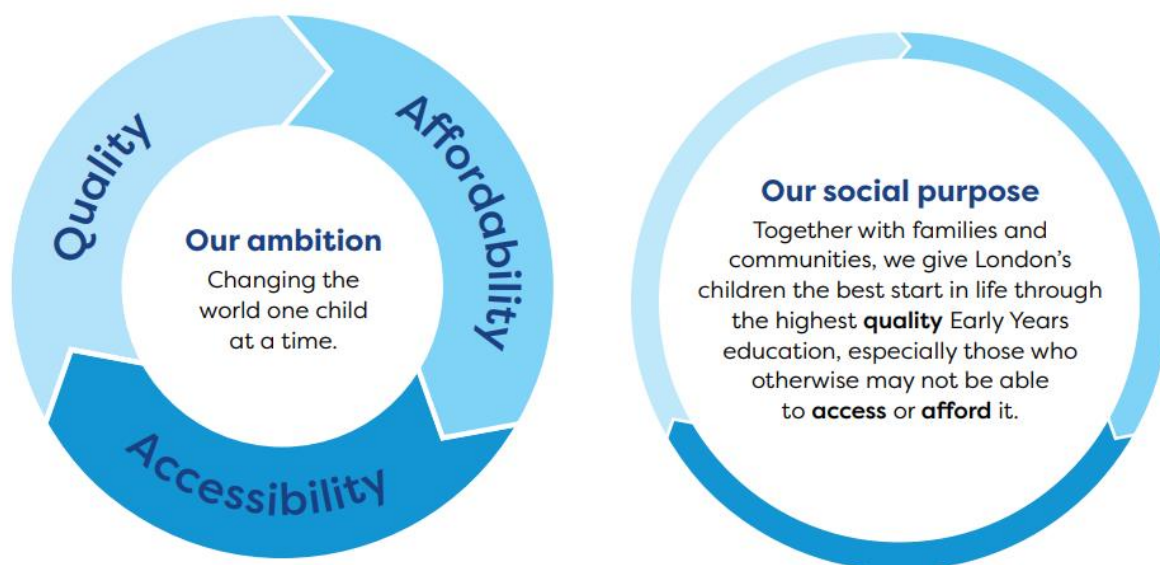 Quality
Affordability
Accessibility
Our ambition
Changing the
world one child
at a time.
Our social purpose
Together with families and
communities, we give London’s
children the best start in life through
the highest quality Early Years
education, especially those who
otherwise may not be able
to access or afford it.